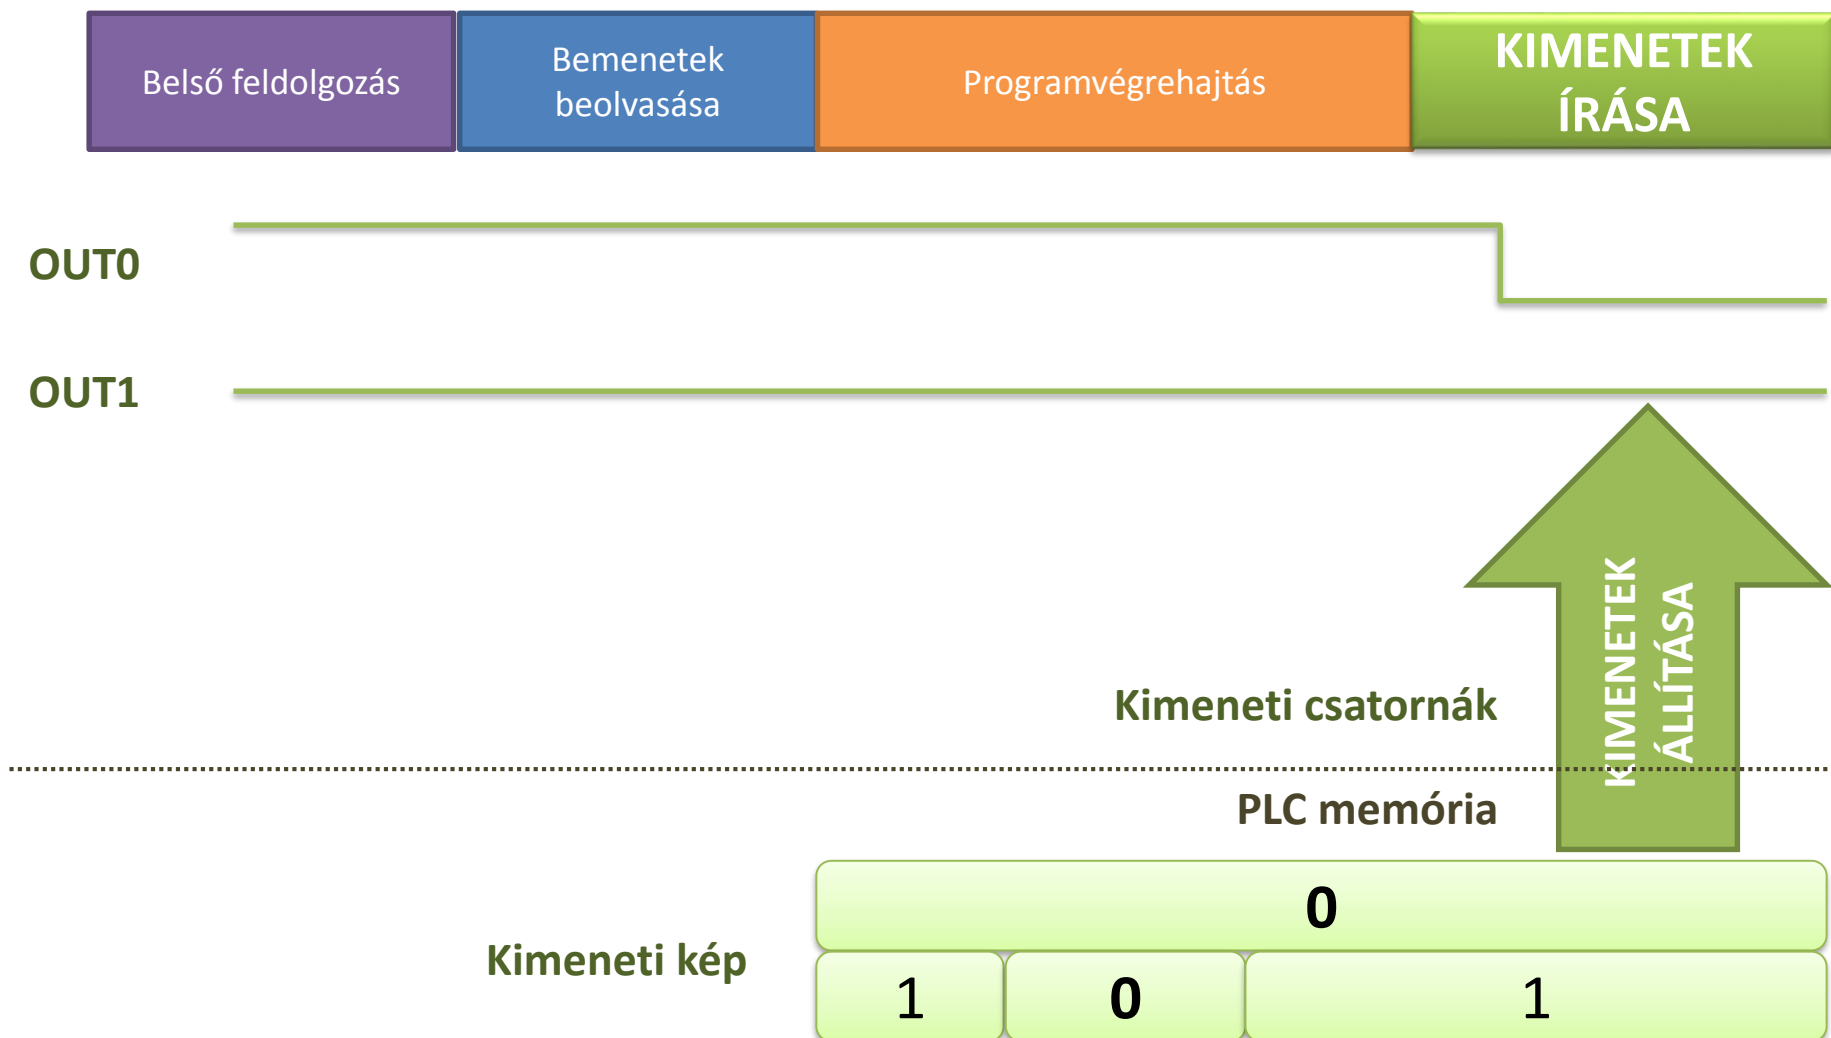 Belső feldolgozás
Bemenetek
beolvasása
Programvégrehajtás
KIMENETEK
ÍRÁSA
OUT0
OUT1
KIMENETEK
ÁLLÍTÁSA
Kimeneti csatornák
PLC memória
Kimeneti kép
0
1 0 1